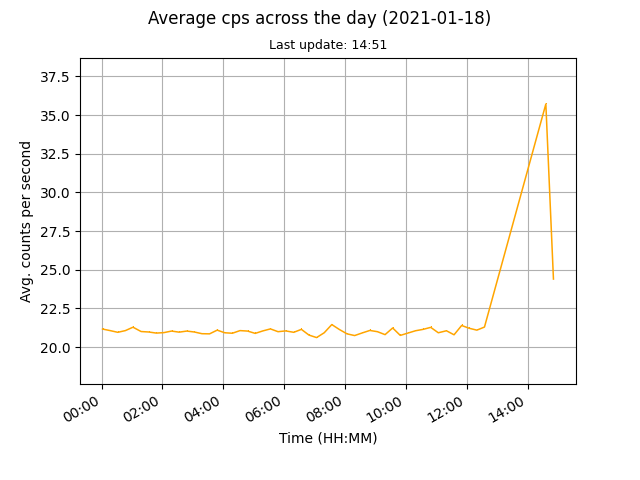 Average cps across the day (2021-01-18)
Last update: 14:51
37.5
35.0
32.5
30.0
27.5
25.0
22.5
20.0
Avg. counts per second
00:00 02:00 04:00 06:00 08:00 10:00 12:00 14:00
Time (HH:MM)